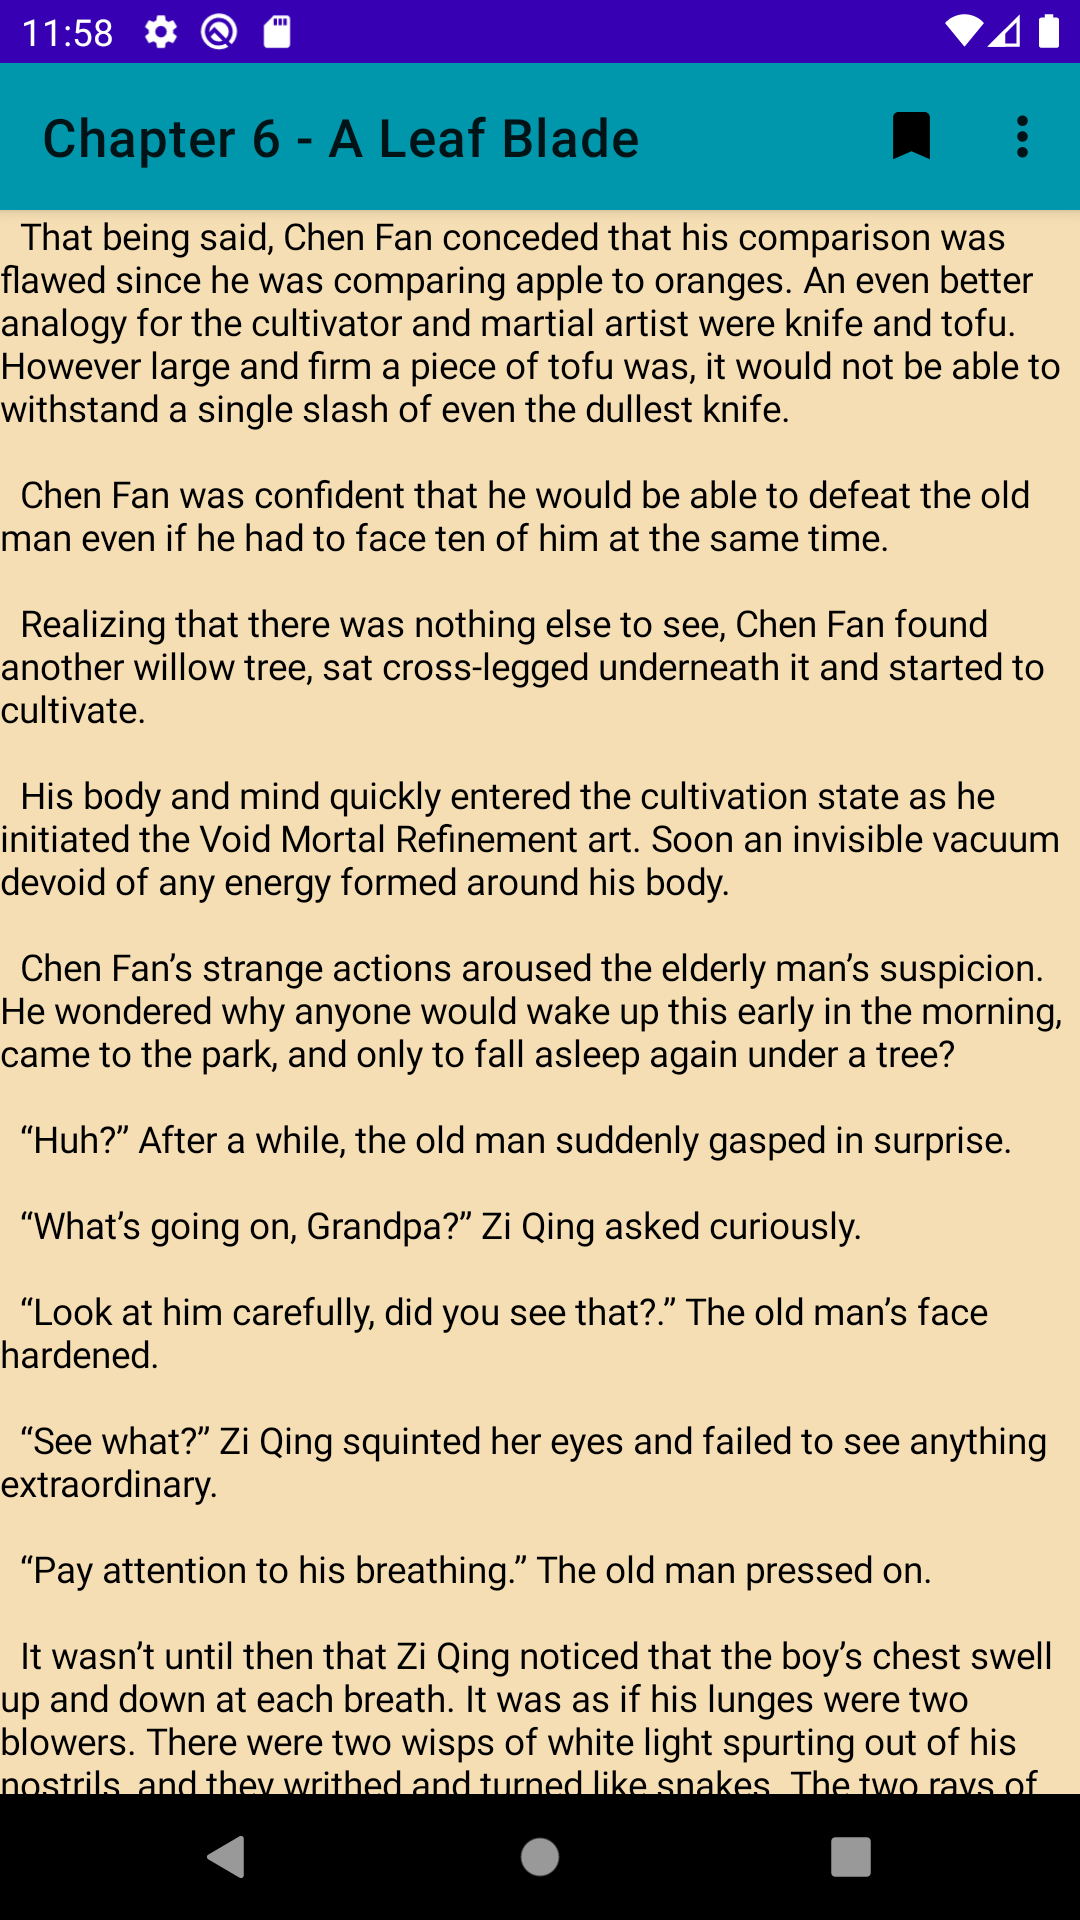 11:58
Chapter 6 - A Leaf Blade
That being said, Chen Fan conceded that his comparison was
flawed since he was comparing apple to oranges. An even better
analogy for the cultivator and martial artist were knife and tofu.
However large and firm a piece of tofu was, it would not be able to
withstand a single slash of even the dullest knife.
Chen Fan was confident that he would be able to defeat the old
man even if he had to face ten of him at the same time.
Realizing that there was nothing else to see, Chen Fan found
another willow tree, sat cross-legged underneath it and started to
cultivate.
His body and mind quickly entered the cultivation state as he
initiated the Void Mortal Refinement art. Soon an invisible vacuum
devoid of any energy formed around his body.
Chen Fan’s strange actions aroused the elderly man’s suspicion.
He wondered why anyone would wake up this early in the morning,
came to the park, and only to fall asleep again under a tree?
“Huh?” After a while, the old man suddenly gasped in surprise.
“What’s going on, Grandpa?” Zi Qing asked curiously.
“Look at him carefully, did you see that?.” The old man’s face
hardened.
“See what?” Zi Qing squinted her eyes and failed to see anything
extraordinary.
“Pay attention to his breathing.” The old man pressed on.
It wasn’t until then that Zi Qing noticed that the boy’s chest swell
up and down at each breath. It was as if his lunges were two
blowers. There were two wisps of white light spurting out of his
nostrils, and they writhed and turned like snakes. The two rays of